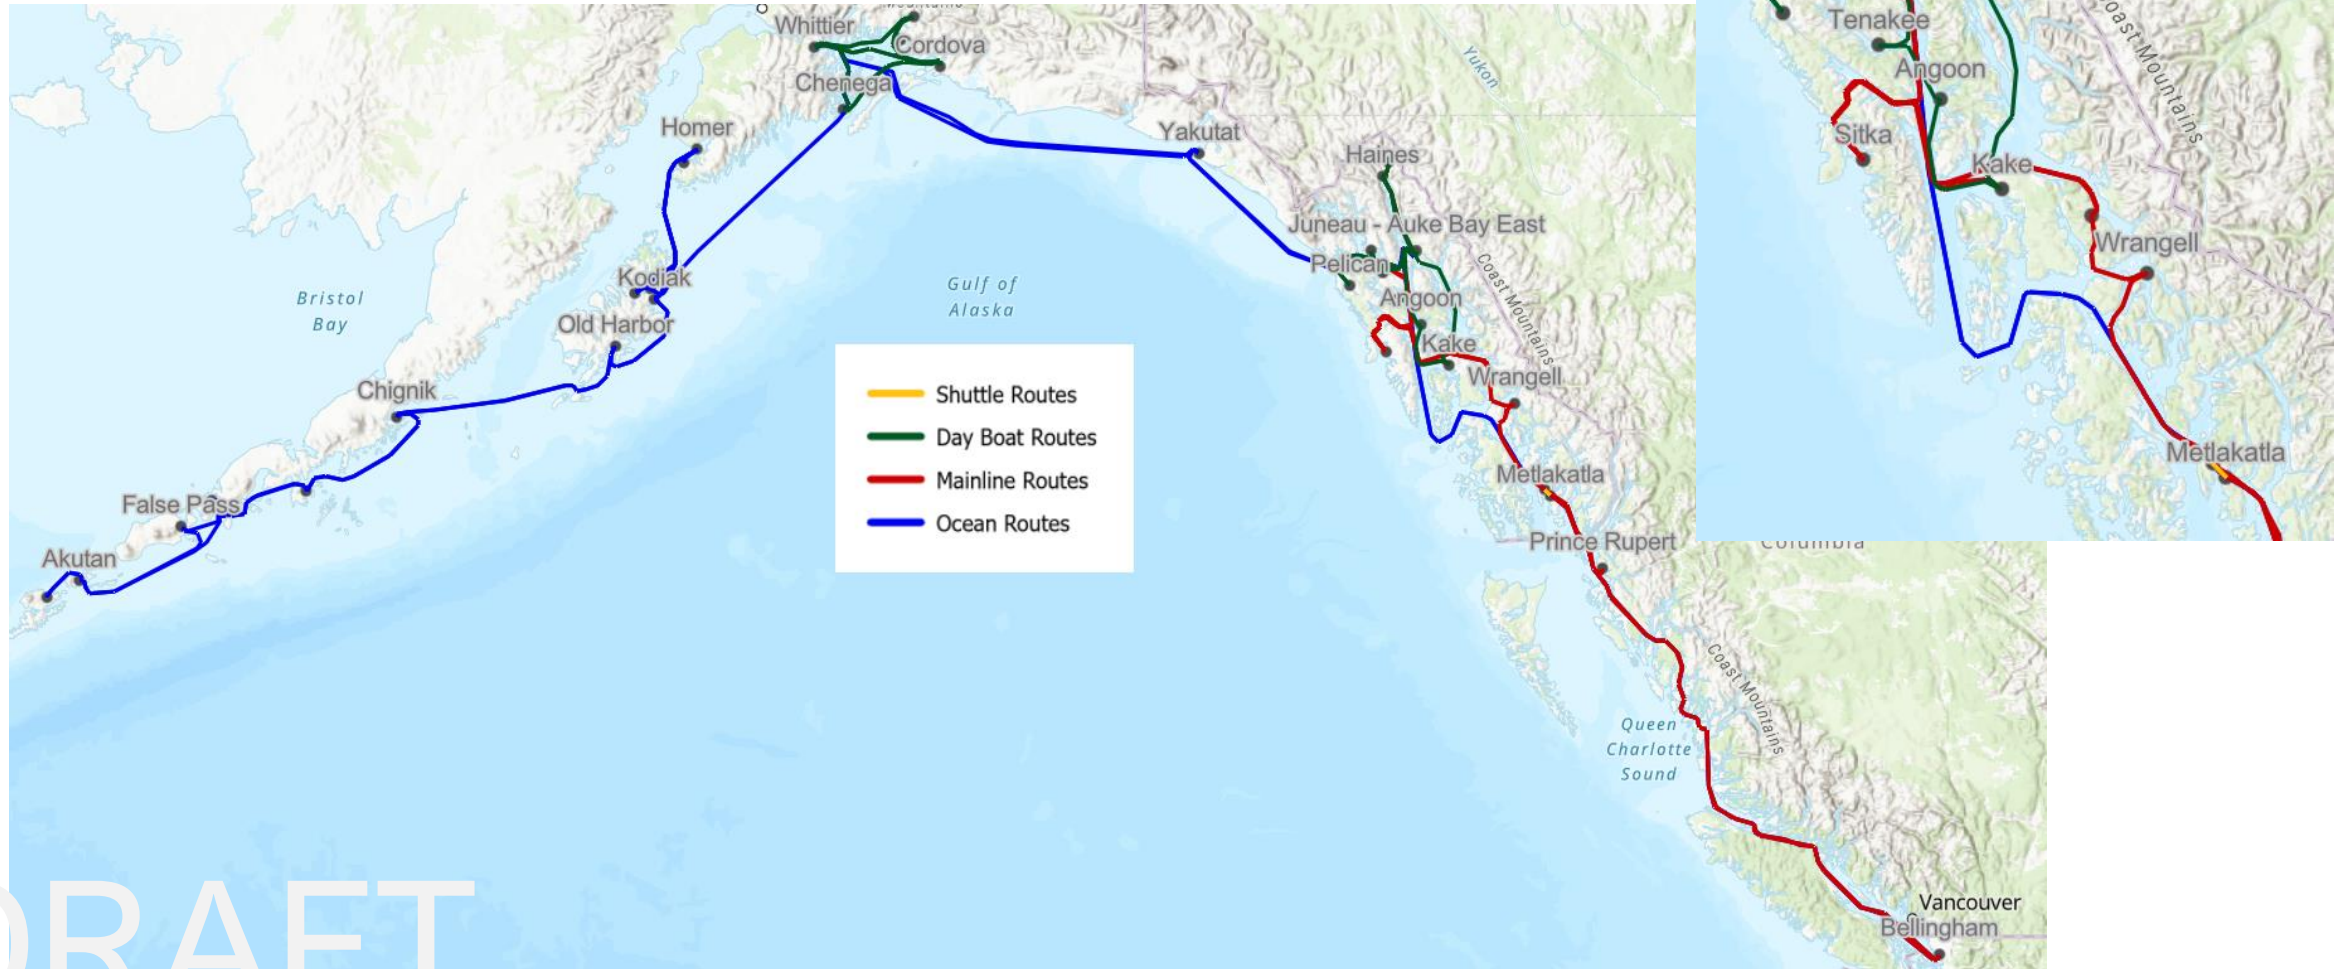 Whittier
Cordova
Chenega
Homer
Yakutat
Yukon
Haines
Juneau - Auke Bay East
Pelican
Angoon
Kake
Wrangell
Coast Mountains
Kodiak
Old Harbor
Gulf of
Alaska
Bristol
Bay
Chignik
False Pass
Akutan
Shuttle Routes
Day Boat Routes
Mainline Routes
Ocean Routes
Metlakatla
Prince Rupert
Coast Mountains
Queen
Charlotte
Sound
Vancouver
Bellingham
Columbia
Tenakee
Angoon
Sitka
Kake
Wrangell
Metlakatla
Coast Mountains
DRAFT